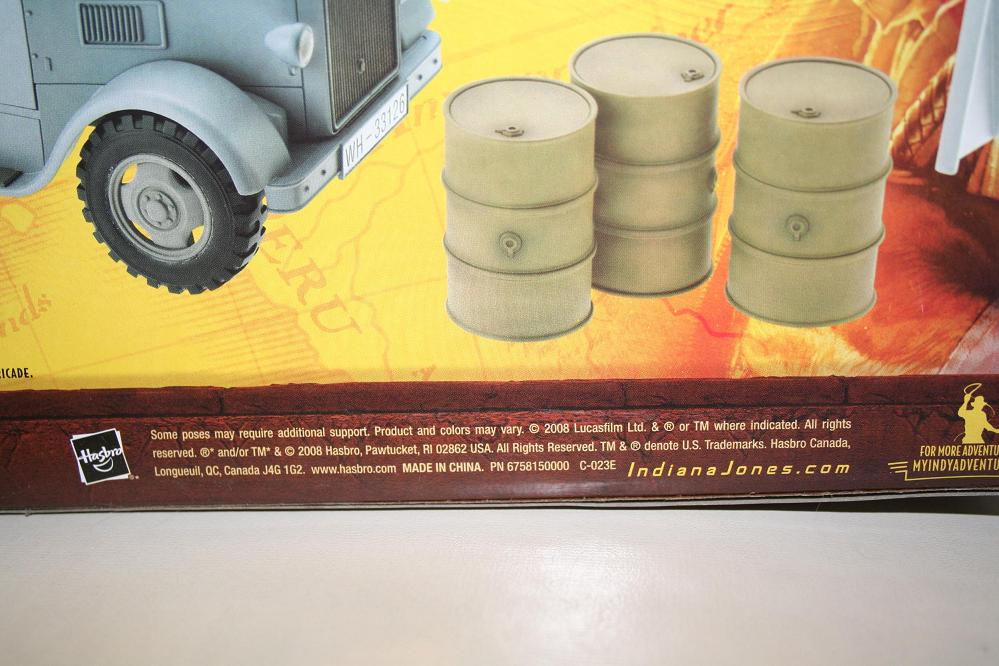 WH-33126
ERU
nds
ICADE.
Hasbro
Some poses may require additional support. Product and colors may vary. © 2008 Lucasfilm Ltd. & ® or TM where indicated. All rights
reserved. ®* and/or TM* & © 2008 Hasbro, Pawtucket, RI 02862 USA. All Rights Reserved. TM & ® denote U.S. Trademarks. Hasbro Canada,
Longueuil, QC, Canada J4G 1G2. www.hasbro.com MADE IN CHINA. PN 6758150000 C-023E
IndianaJones.com
FOR MORE ADVENTU
MYINDYADVENTU